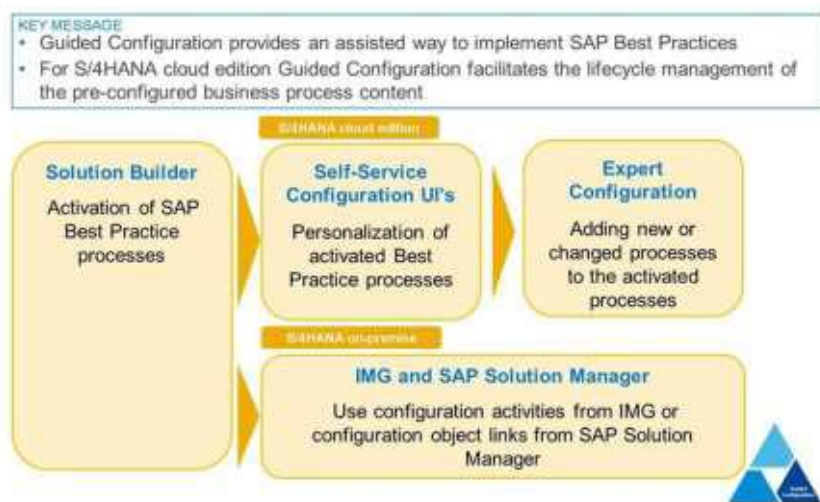 KEY MESSAGE
• Guided Configuration provides an assisted way to implement SAP Best Practices
• For S/4HANA cloud edition Guided Configuration facilitates the lifecycle management of
the pre-configured business process content
S/4HANA cloud edition
Solution Builder
Activation of SAP
Best Practice
processes
Self-Service
Configuration UI's
Personalization of
activated Best
Practice processes
Expert
Configuration
Adding new or
changed processes
to the activated
processes
S/4HANA on-premise
IMG and SAP Solution Manager
Use configuration activities from IMG or
configuration object links from SAP Solution
Manager